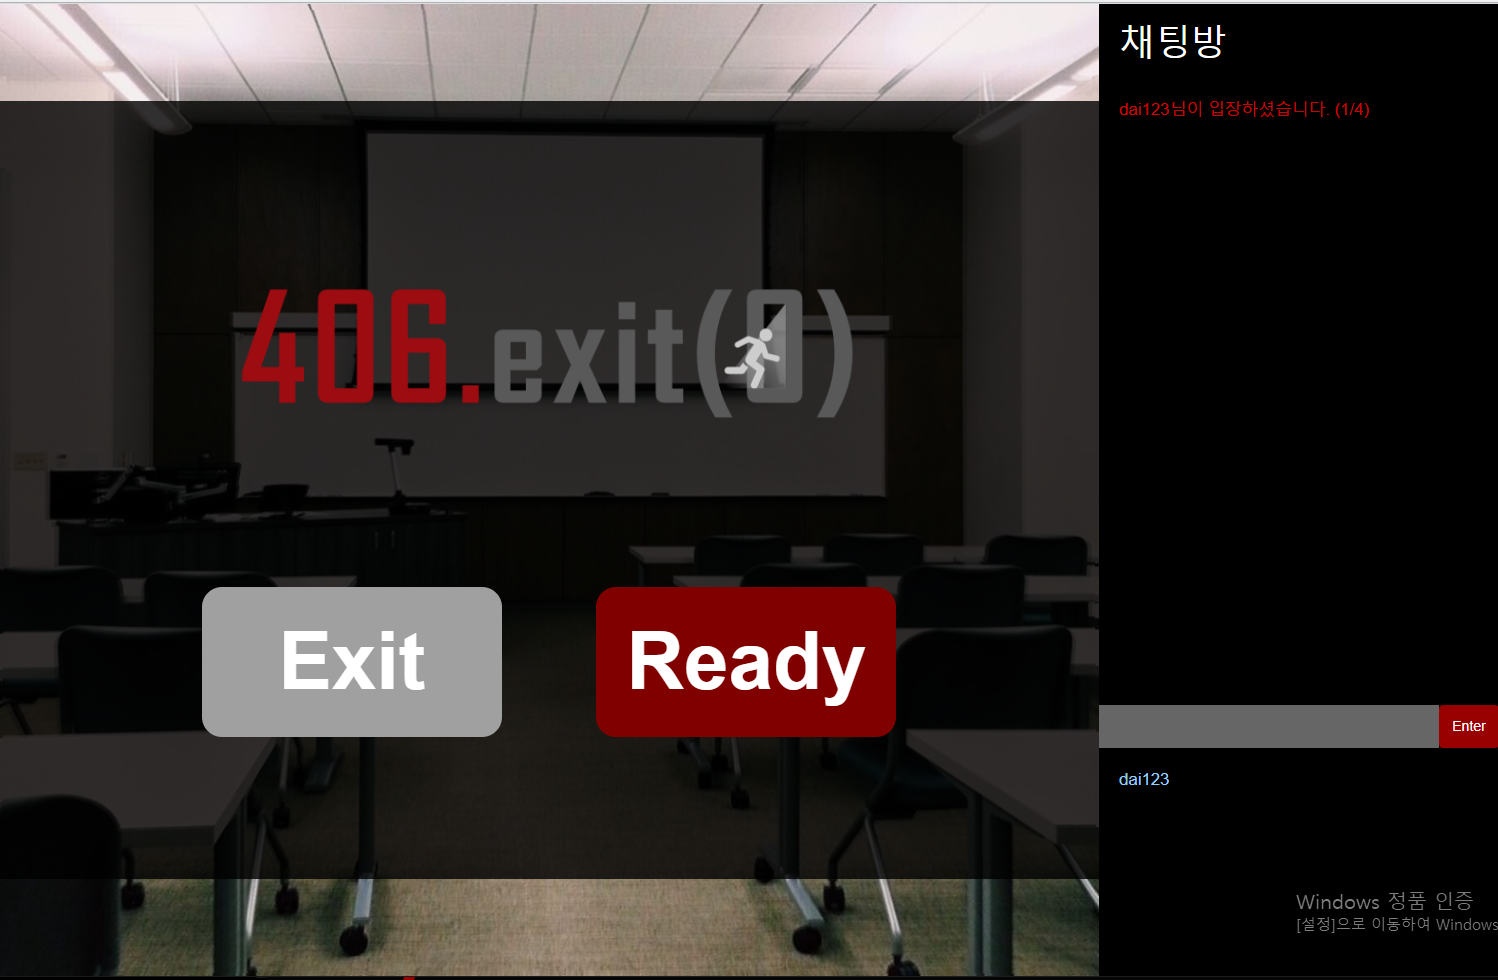 채팅방
dai123님이 입장하셨습니다. (1/4)
406.exit(0)
Exit
Ready
Enter
dai123
Windows 정품 인증
[설정]으로 이동하여 Windows